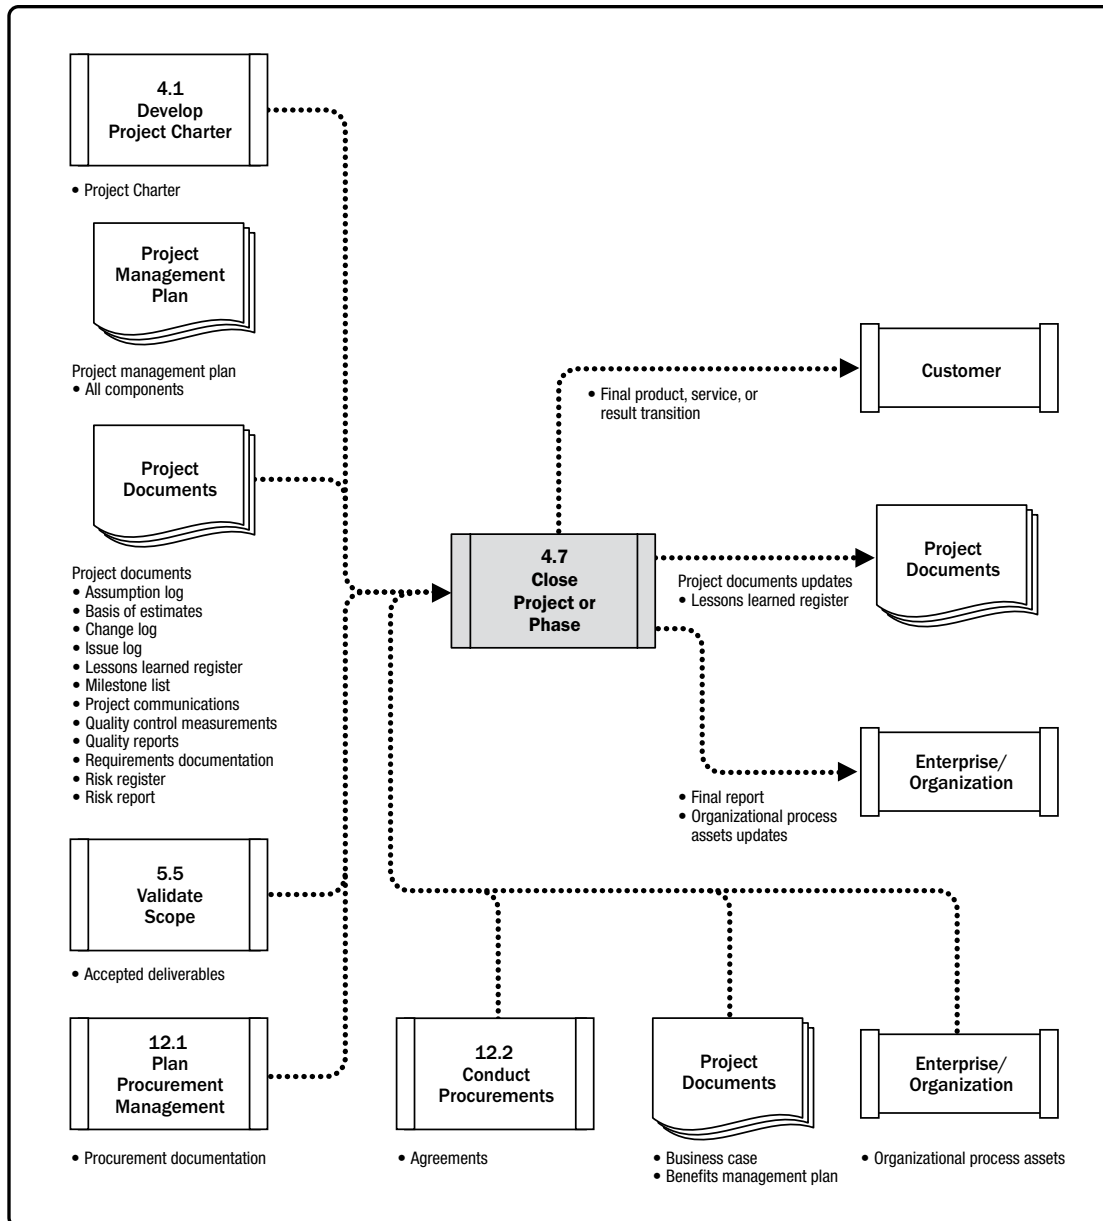 4.1
Develop
Project Charter
• Project Charter
Project
Management
Plan
Project management plan
• All components
Project
Documents
Project documents
• Assumption log
• Basis of estimates
• Change log
• Issue log
• Lessons learned register
• Milestone list
• Project communications
• Quality control measurements
• Quality reports
• Requirements documentation
• Risk register
• Risk report
5.5
Validate
Scope
• Accepted deliverables
12.1
Plan
Procurement
Management
• Procurement documentation
4.7
Close
Project or
Phase
• Final product, service, or
result transition
Customer
Project documents updates
• Lessons learned register
Project
Documents
• Final report
• Organizational process
assets updates
Enterprise/
Organization
12.2
Conduct
Procurements
• Agreements
Project
Documents
• Business case
• Benefits management plan
Enterprise/
Organization
• Organizational process assets